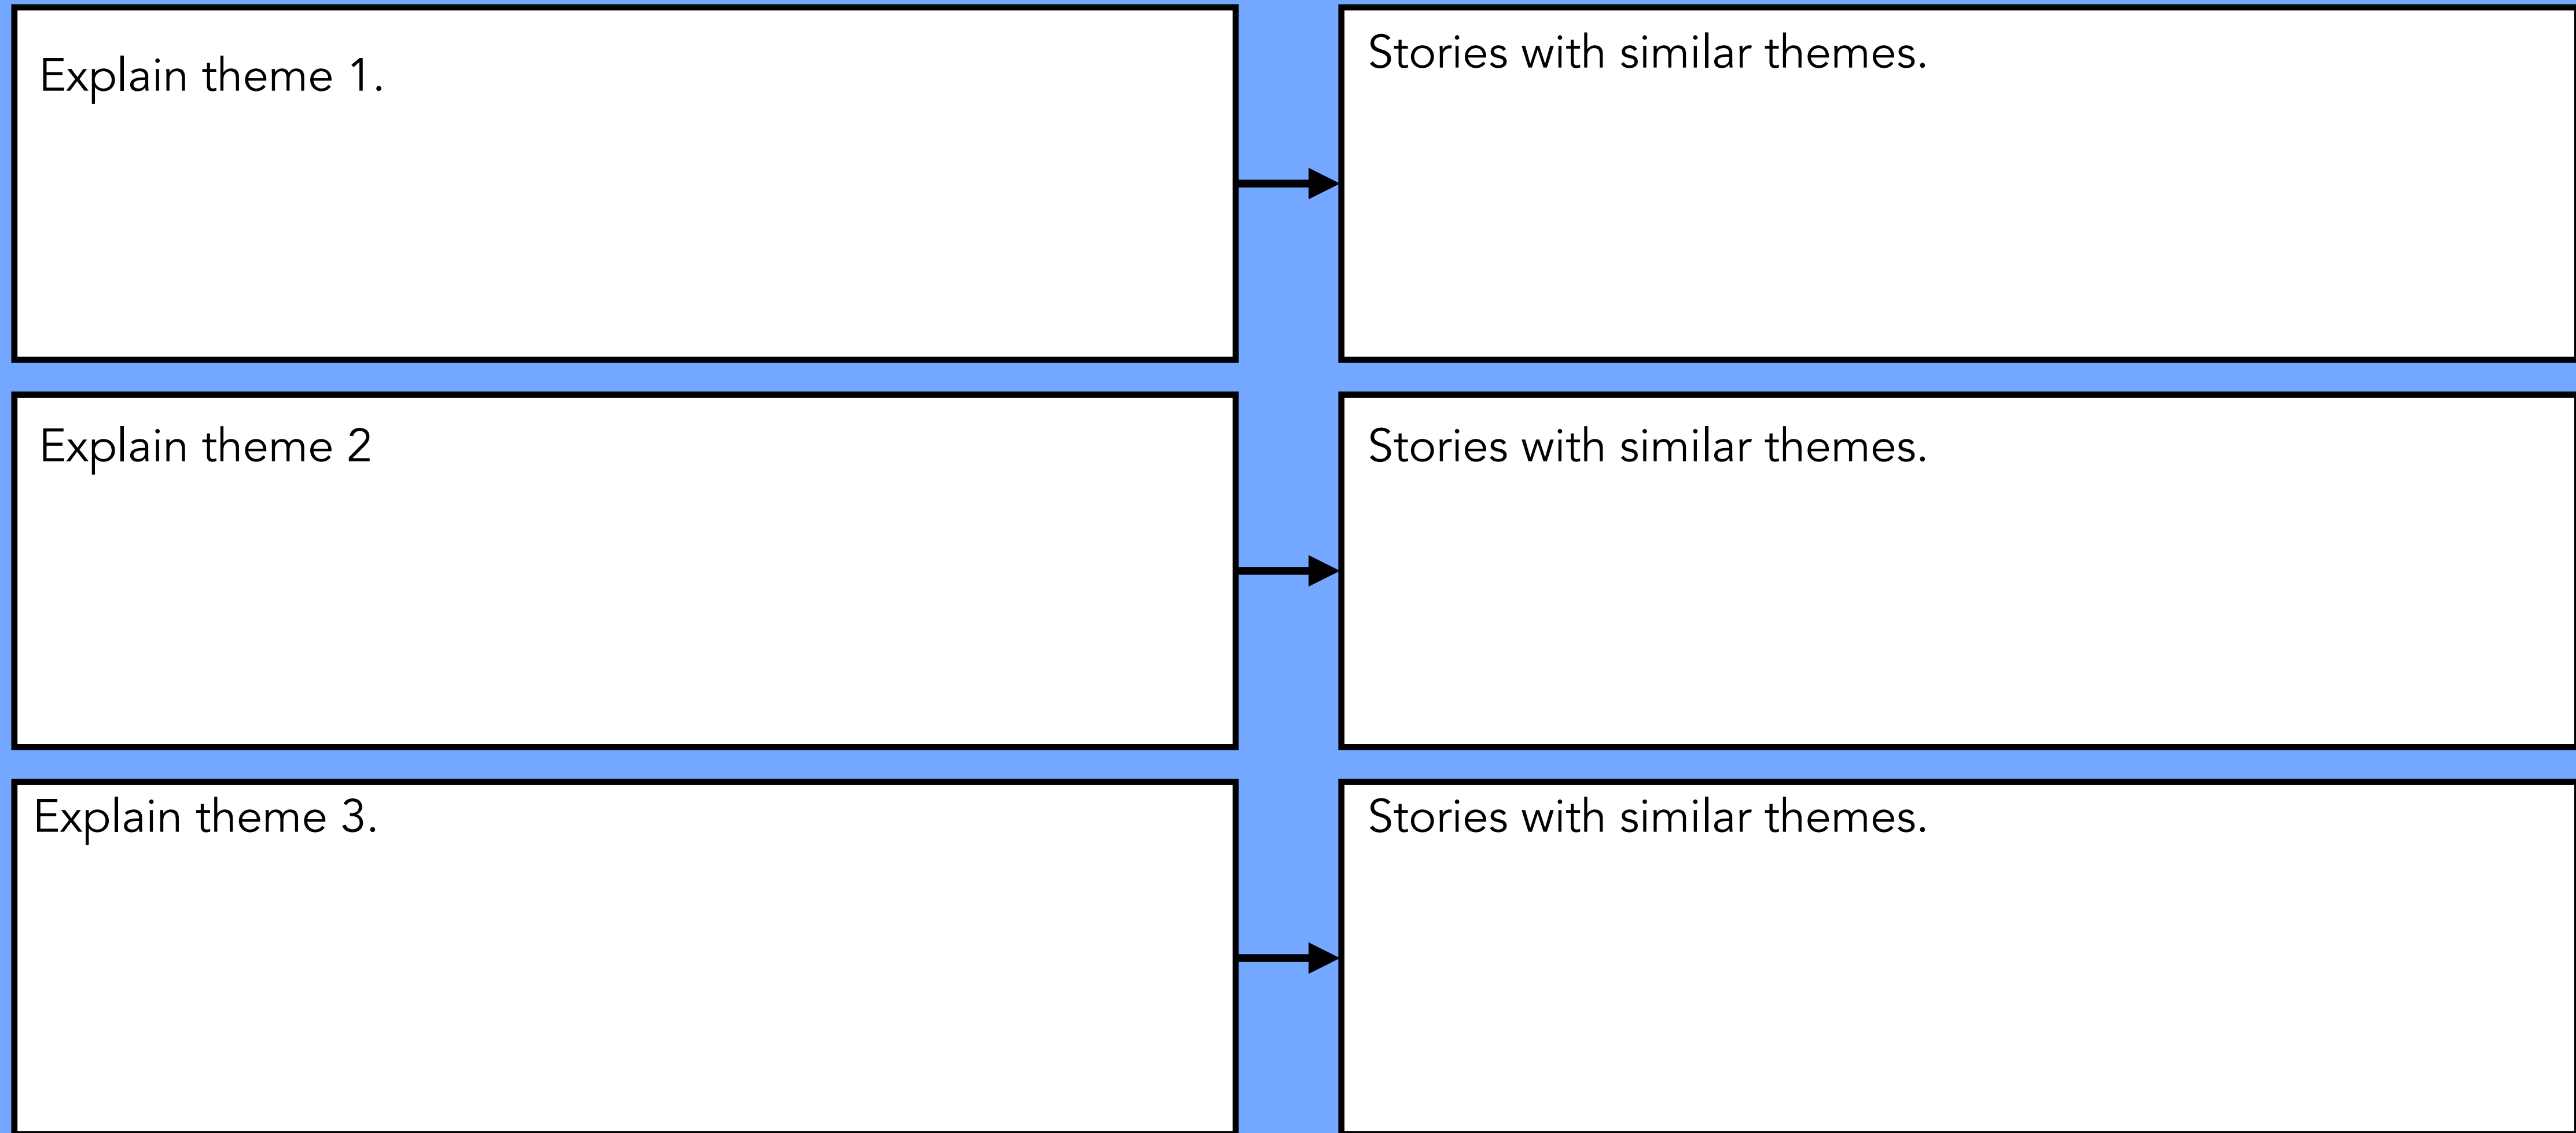 Explain theme 1.
Stories with similar themes.
Explain theme 2
Stories with similar themes.
Explain theme 3.
Stories with similar themes.